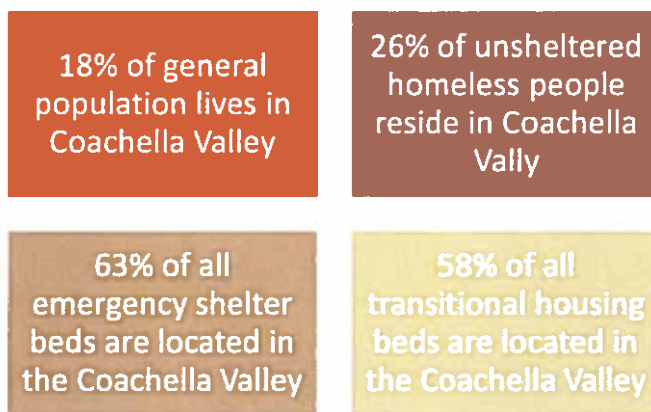 18% of general
population lives in
Coachella Valley
26% of unsheltered
homeless people
reside in Coachella
Vally
63% of all
emergency shelter
beds are located in
the Coachella Valley
58% of all
transitional housing
beds are located in
the Coachella Valley